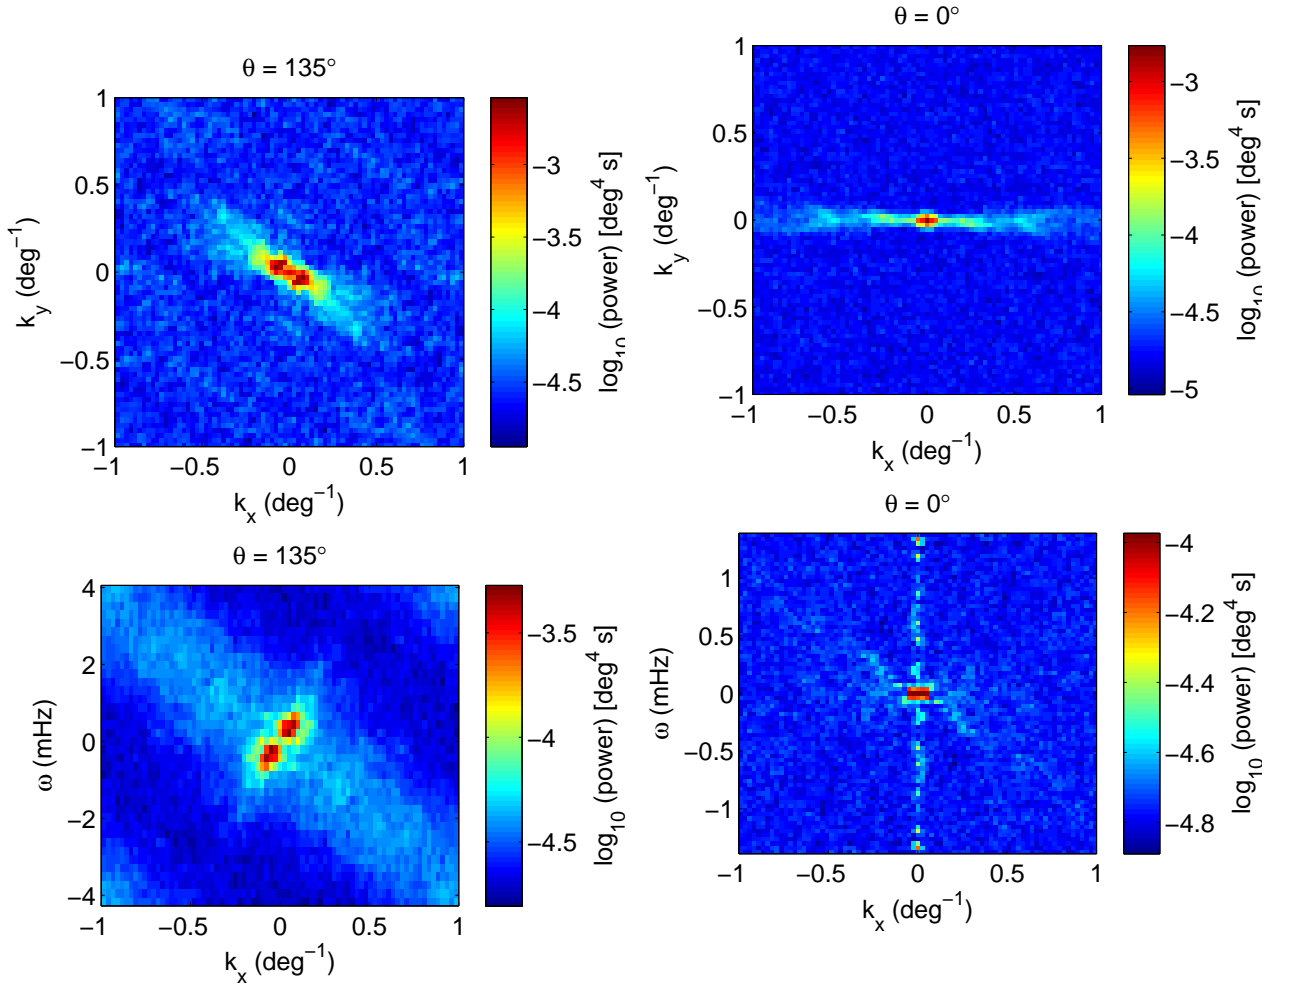 θ = 135°
1
0.5
0
−0.5
−1
−1 −0.5 0 0.5 1
k_x (deg^−1)
k_y (deg^−1)
−3
−3.5
−4
−4.5
log_10 (power) [deg^4 s]
θ = 0°
1
0.5
0
−0.5
−1
−1 −0.5 0 0.5 1
k_x (deg^−1)
k_y (deg^−1)
−3
−3.5
−4
−4.5
−5
log_10 (power) [deg^4 s]
θ = 135°
4
2
0
−2
−4
−1 −0.5 0 0.5 1
k_x (deg^−1)
ω (mHz)
−3.5
−4
−4.5
log_10 (power) [deg^4 s]
θ = 0°
1
0.5
0
−0.5
−1
−1 −0.5 0 0.5 1
k_x (deg^−1)
ω (mHz)
−4
−4.2
−4.4
−4.6
−4.8
log_10 (power) [deg^4 s]